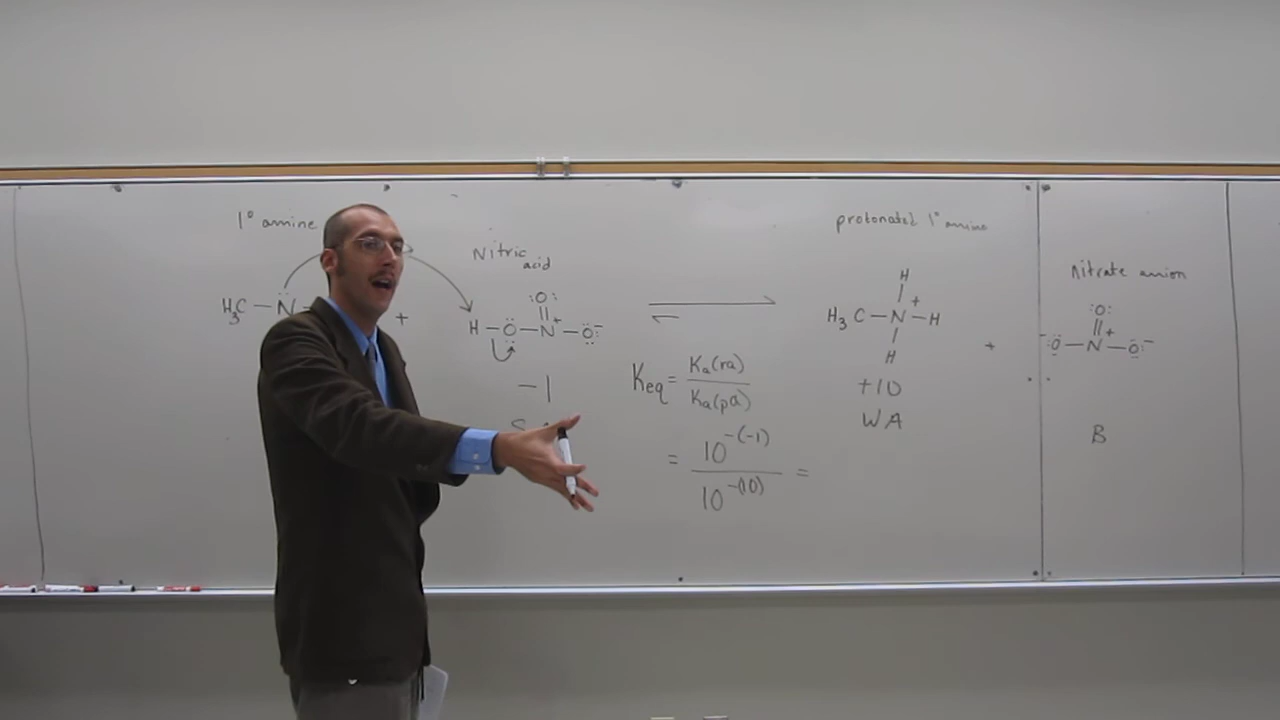 1° amine
Nitric
acid
protonated 1° amine
Nitrate anion
H₃C – N̈
+
H – Ö – N⁺ – Ö:⁻
:O:
⇌
H
H₃C – N⁺ – H
H
+
:O:
⁻:Ö – N⁺ – Ö:⁻
−1
Keq = Ka(ra) / Ka(pa)
= 10^-(-1) / 10^-(10) =
+10
WA
B